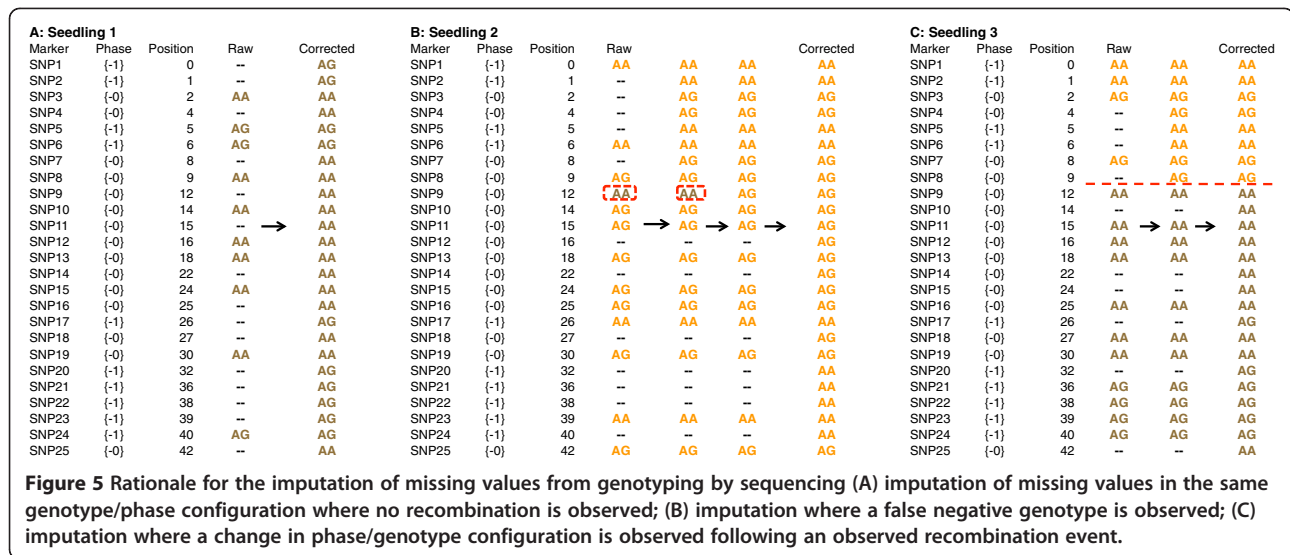 A: Seedling 1 B: Seedling 2 C: Seedling 3
Marker Phase Position Raw Corrected Marker Phase Position Raw Corrected Marker Phase Position Raw Corrected
SNP1 {-1} 0 -- AG SNP1 {-1} 0 AA AA AA AA SNP1 {-1} 0 AA AA AA
SNP2 {-1} 1 -- AG SNP2 {-1} 1 -- AA AA AA SNP2 {-1} 1 AA AA AA
SNP3 {-0} 2 AA AA SNP3 {-0} 2 -- AG AG AG SNP3 {-0} 2 AG AG AG
SNP4 {-0} 4 -- AA SNP4 {-0} 4 -- AG AG AG SNP4 {-0} 4 -- AG AG
SNP5 {-1} 5 AG AG SNP5 {-1} 5 -- AA AA AA SNP5 {-1} 5 -- AA AA
SNP6 {-1} 6 AG AG SNP6 {-1} 6 AA AA AA AA SNP6 {-1} 6 -- AA AA
SNP7 {-0} 8 -- AA SNP7 {-0} 8 -- AG AG AG SNP7 {-0} 8 AG AG AG
SNP8 {-0} 9 AA AA SNP8 {-0} 9 AG AG AG AG SNP8 {-0} 9 -- AG AG
SNP9 {-0} 12 -- AA SNP9 {-0} 12 AA AA AG AG SNP9 {-0} 12 AA AA AA
SNP10 {-0} 14 AA AA SNP10 {-0} 14 AG AG AG AG SNP10 {-0} 14 -- -- AA
SNP11 {-0} 15 -- → AA SNP11 {-0} 15 AG → AG → AG → AG SNP11 {-0} 15 AA → AA → AA
SNP12 {-0} 16 AA AA SNP12 {-0} 16 -- -- -- AG SNP12 {-0} 16 AA AA AA
SNP13 {-0} 18 AA AA SNP13 {-0} 18 AG AG AG AG SNP13 {-0} 18 AA AA AA
SNP14 {-0} 22 -- AA SNP14 {-0} 22 -- -- -- AG SNP14 {-0} 22 -- -- AA
SNP15 {-0} 24 AA AA SNP15 {-0} 24 AG AG AG AG SNP15 {-0} 24 -- -- AA
SNP16 {-0} 25 -- AA SNP16 {-0} 25 AG AG AG AG SNP16 {-0} 25 AA AA AA
SNP17 {-1} 26 -- AG SNP17 {-1} 26 AA AA AA AA SNP17 {-1} 26 -- -- AG
SNP18 {-0} 27 -- AA SNP18 {-0} 27 -- -- -- AG SNP18 {-0} 27 AA AA AA
SNP19 {-0} 30 AA AA SNP19 {-0} 30 AG AG AG AG SNP19 {-0} 30 AA AA AA
SNP20 {-1} 32 -- AG SNP20 {-1} 32 -- -- -- AA SNP20 {-1} 32 -- -- AG
SNP21 {-1} 36 -- AG SNP21 {-1} 36 -- -- -- AA SNP21 {-1} 36 AG AG AG
SNP22 {-1} 38 -- AG SNP22 {-1} 38 -- -- -- AA SNP22 {-1} 38 AG AG AG
SNP23 {-1} 39 -- AG SNP23 {-1} 39 AA AA AA AA SNP23 {-1} 39 AG AG AG
SNP24 {-1} 40 AG AG SNP24 {-1} 40 -- -- -- AA SNP24 {-1} 40 AG AG AG
SNP25 {-0} 42 -- AA SNP25 {-0} 42 AG AG AG AG SNP25 {-0} 42 -- -- AA
Figure 5 Rationale for the imputation of missing values from genotyping by sequencing (A) imputation of missing values in the same
genotype/phase configuration where no recombination is observed; (B) imputation where a false negative genotype is observed; (C)
imputation where a change in phase/genotype configuration is observed following an observed recombination event.